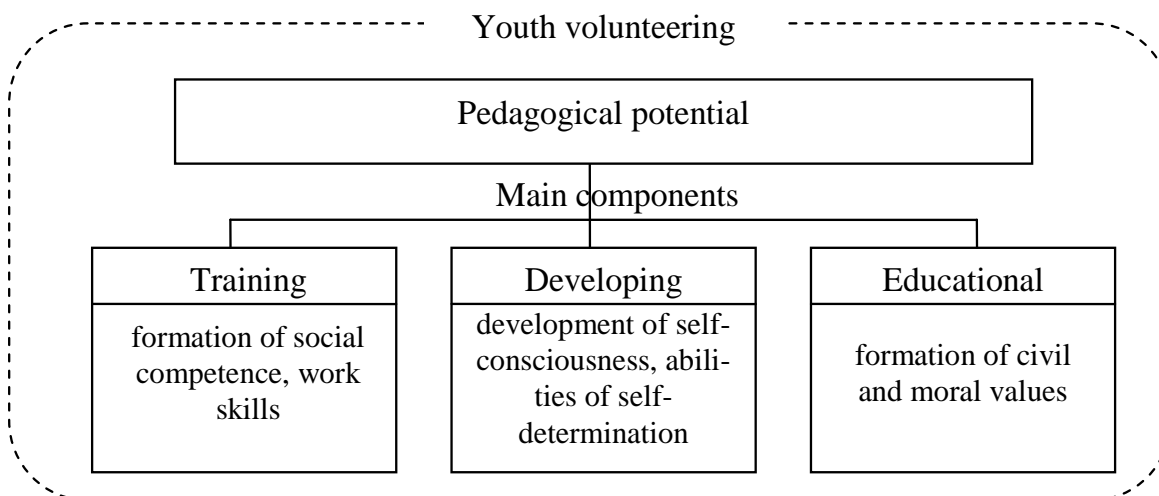 Youth volunteering
Pedagogical potential
Main components
Training
formation of social
competence, work
skills
Developing
development of self-
consciousness, abili-
ties of self-
determination
Educational
formation of civil
and moral values